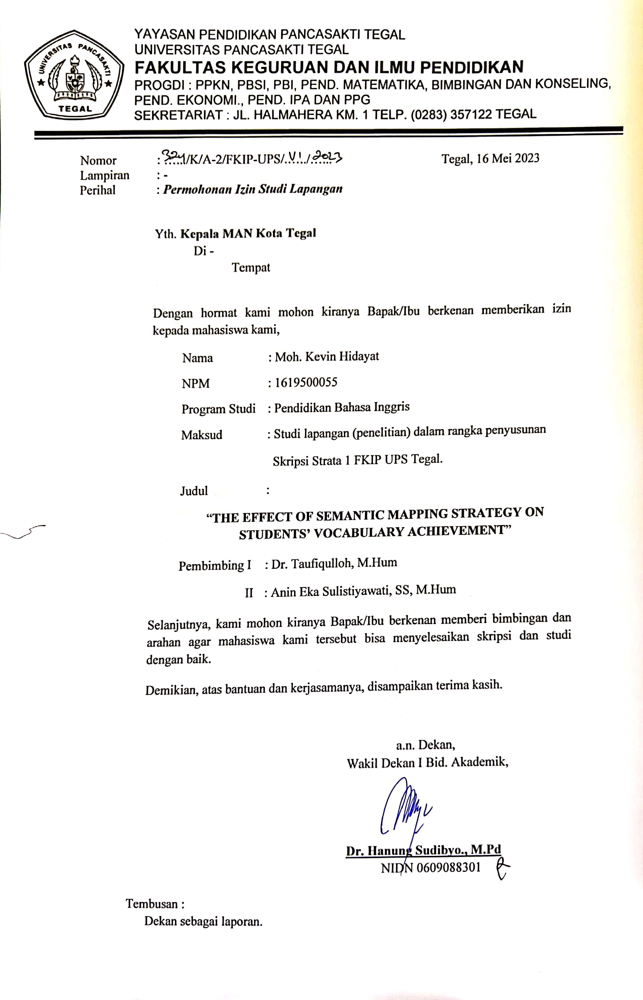 UNIVERSITAS PANCASAKTI
TEGAL
YAYASAN PENDIDIKAN PANCASAKTI TEGAL
UNIVERSITAS PANCASAKTI TEGAL
FAKULTAS KEGURUAN DAN ILMU PENDIDIKAN
PROGDI : PPKN, PBSI, PBI, PEND. MATEMATIKA, BIMBINGAN DAN KONSELING,
PEND. EKONOMI., PEND. IPA DAN PPG
SEKRETARIAT : JL. HALMAHERA KM. 1 TELP. (0283) 357122 TEGAL
Nomor : 321/K/A-2/FKIP-UPS/VI/2023 Tegal, 16 Mei 2023
Lampiran : -
Perihal : Permohonan Izin Studi Lapangan
Yth. Kepala MAN Kota Tegal
Di -
Tempat
Dengan hormat kami mohon kiranya Bapak/Ibu berkenan memberikan izin
kepada mahasiswa kami,
Nama : Moh. Kevin Hidayat
NPM : 1619500055
Program Studi : Pendidikan Bahasa Inggris
Maksud : Studi lapangan (penelitian) dalam rangka penyusunan
Skripsi Strata 1 FKIP UPS Tegal.
Judul :
“THE EFFECT OF SEMANTIC MAPPING STRATEGY ON
STUDENTS’ VOCABULARY ACHIEVEMENT”
Pembimbing I : Dr. Taufiqulloh, M.Hum
II : Anin Eka Sulistiyawati, SS, M.Hum
Selanjutnya, kami mohon kiranya Bapak/Ibu berkenan memberi bimbingan dan
arahan agar mahasiswa kami tersebut bisa menyelesaikan skripsi dan studi
dengan baik.
Demikian, atas bantuan dan kerjasamanya, disampaikan terima kasih.
a.n. Dekan,
Wakil Dekan I Bid. Akademik,
Dr. Hanung Sudibyo., M.Pd
NIDN 0609088301
Tembusan :
Dekan sebagai laporan.